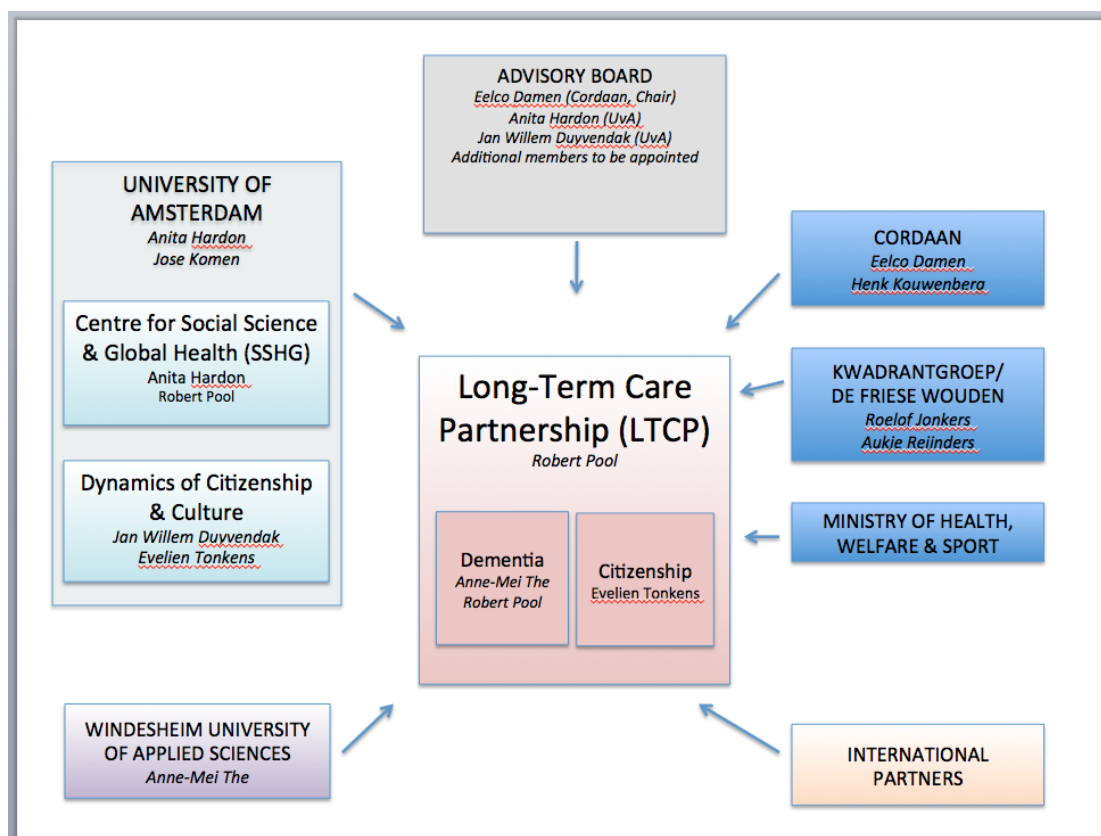 ADVISORY BOARD
Eelco Damen (Cordaan, Chair)
Anita Hardon (UvA)
Jan Willem Duyvendak (UvA)
Additional members to be appointed
UNIVERSITY OF
AMSTERDAM
Anita Hardon
Jose Komen
Centre for Social Science
& Global Health (SSHG)
Anita Hardon
Robert Pool
Dynamics of Citizenship
& Culture
Jan Willem Duyvendak
Evelien Tonkens
Long-Term Care
Partnership (LTCP)
Robert Pool
Dementia
Anne-Mei The
Robert Pool
Citizenship
Evelien Tonkens
CORDAAN
Eelco Damen
Henk Kouwenberg
KWADRANTGROEP/
DE FRIESE WOUDEN
Roelof Jonkers
Aukje Reijnders
MINISTRY OF HEALTH,
WELFARE & SPORT
WINDESHEIM UNIVERSITY
OF APPLIED SCIENCES
Anne-Mei The
INTERNATIONAL
PARTNERS